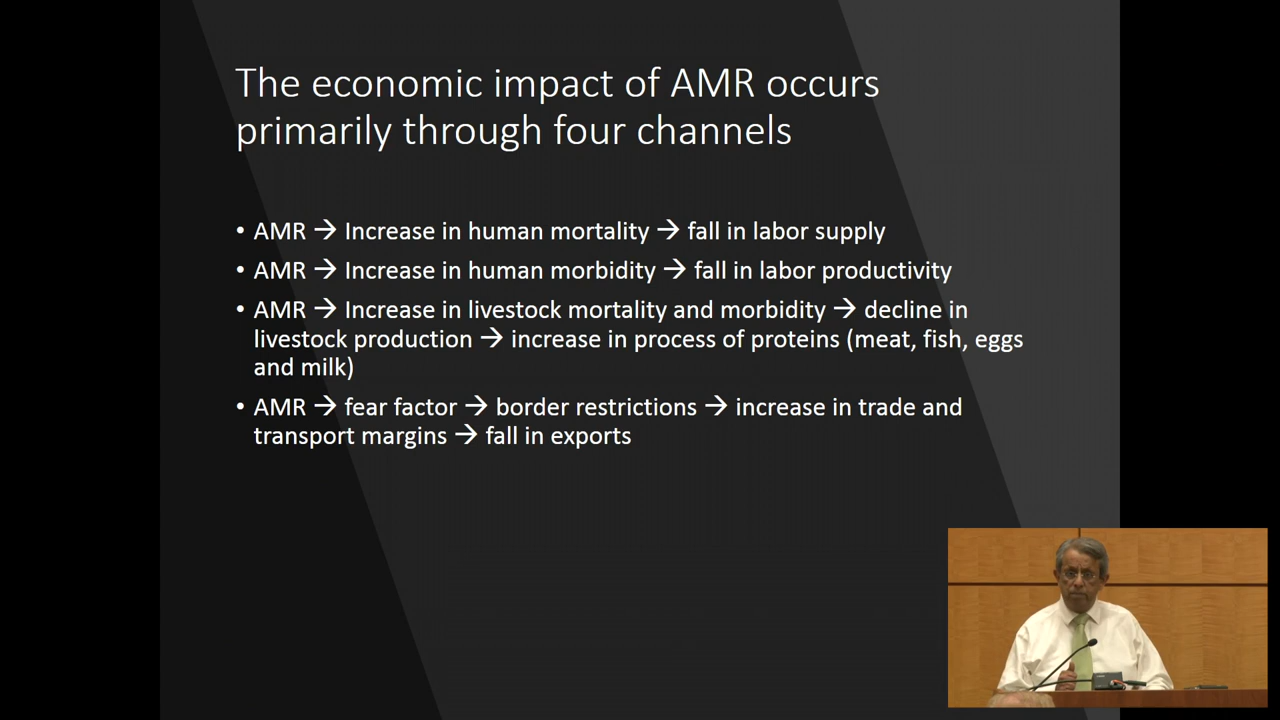 The economic impact of AMR occurs
primarily through four channels
• AMR → Increase in human mortality → fall in labor supply
• AMR → Increase in human morbidity → fall in labor productivity
• AMR → Increase in livestock mortality and morbidity → decline in
livestock production → increase in process of proteins (meat, fish, eggs
and milk)
• AMR → fear factor → border restrictions → increase in trade and
transport margins → fall in exports